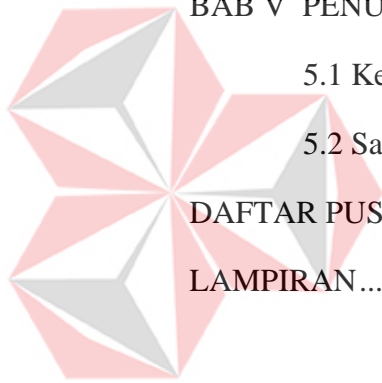 BAB V PENU
5.1 Ke
5.2 Sa
DAFTAR PUS
LAMPIRAN...